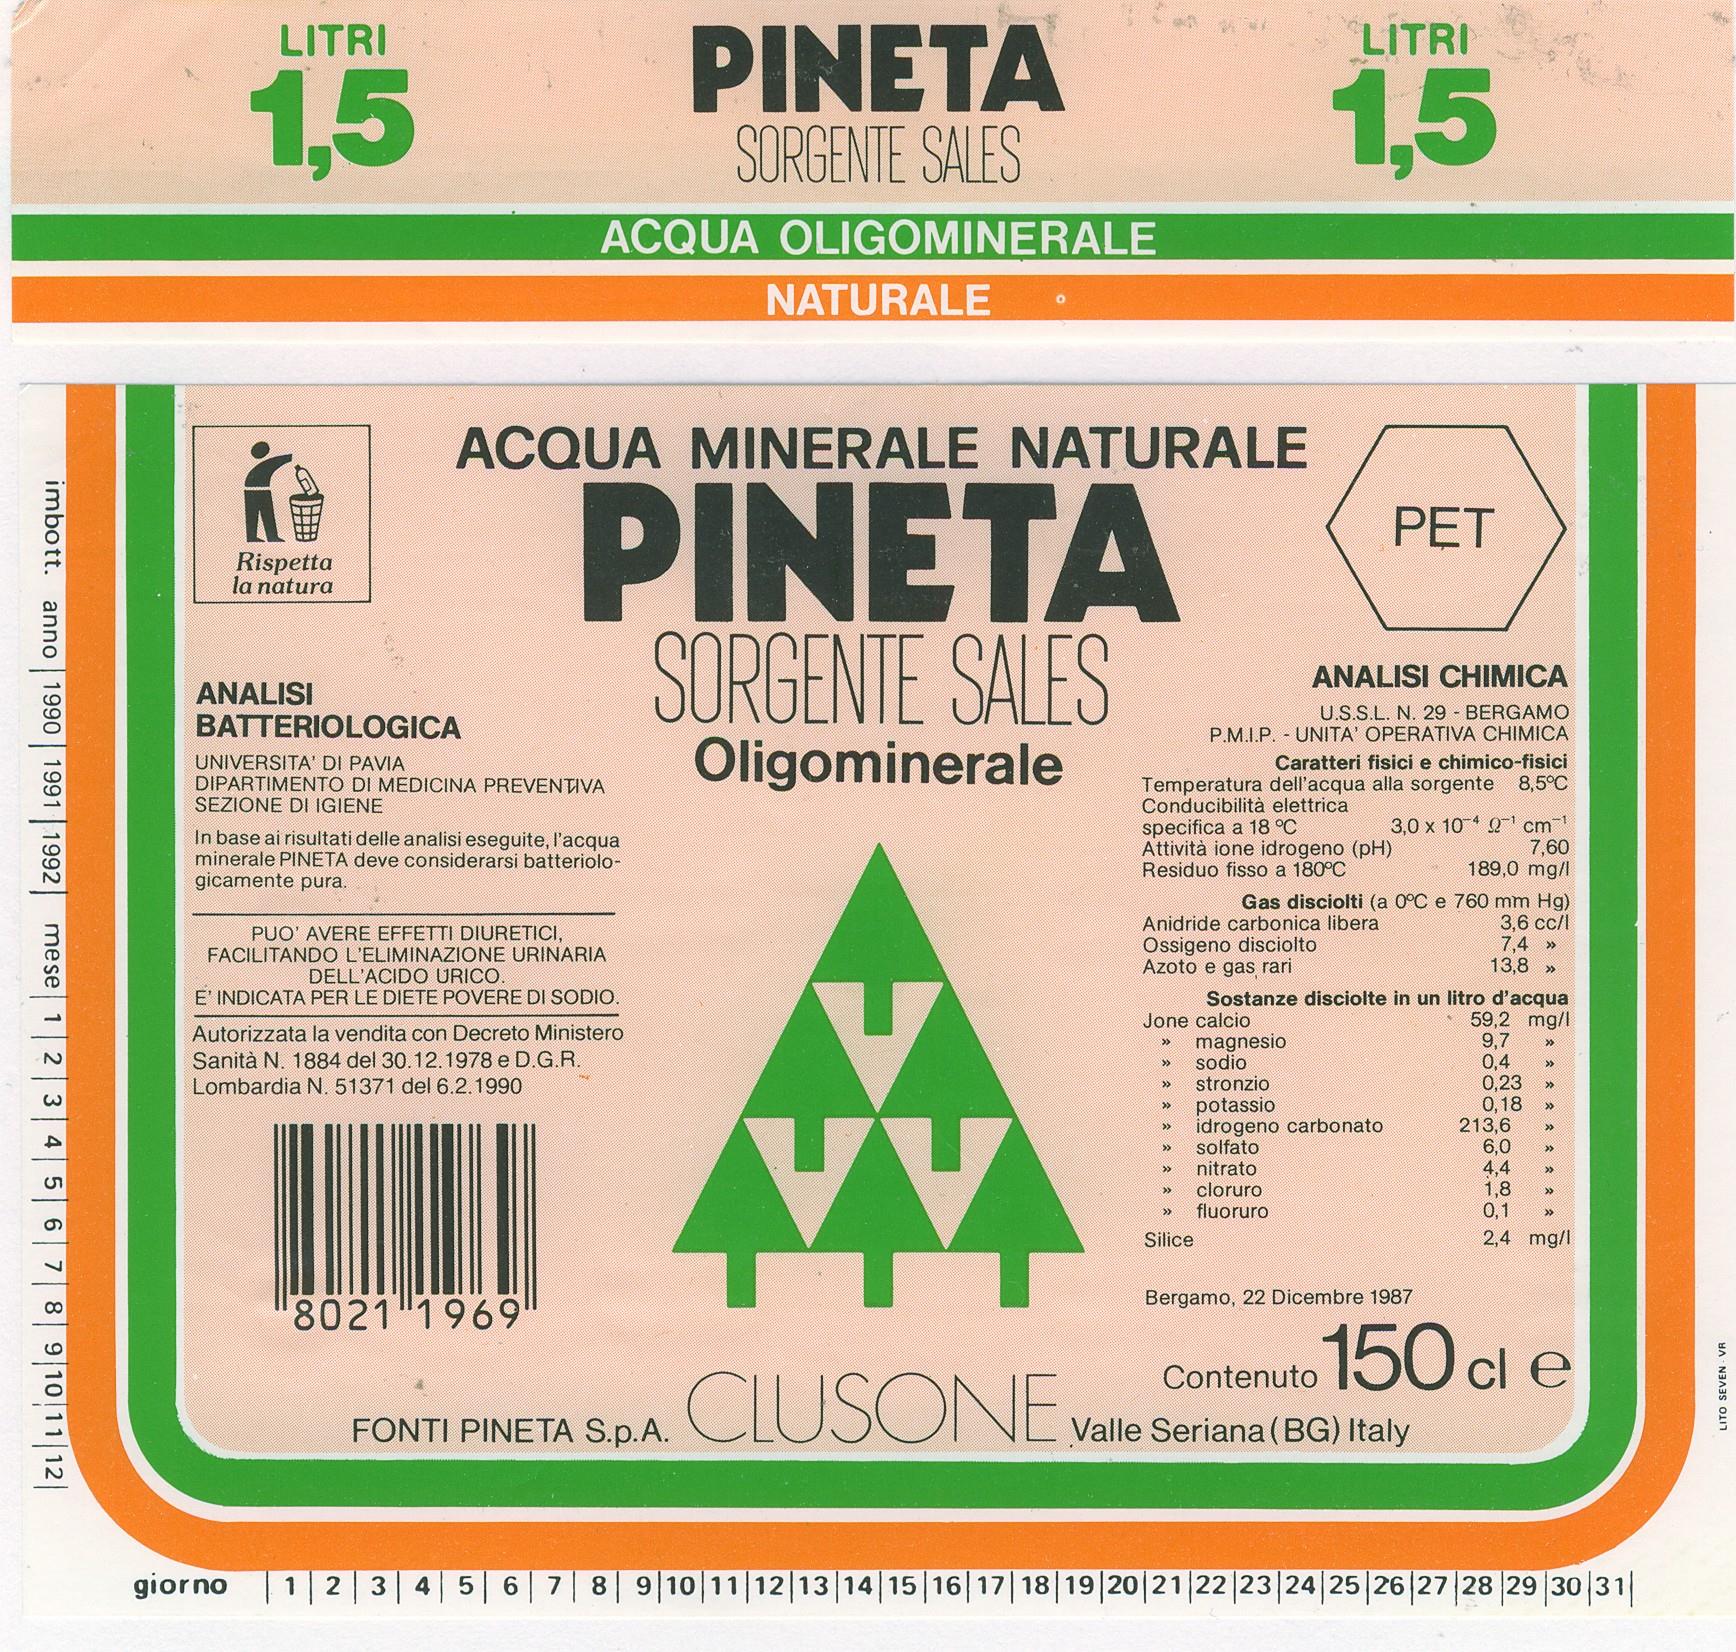 LITRI
1,5
PINETA
SORGENTE SALES
LITRI
1,5
ACQUA OLIGOMINERALE
NATURALE
Rispetta
la natura
ACQUA MINERALE NATURALE
PINETA
SORGENTE SALES
Oligominerale
PET
ANALISI
BATTERIOLOGICA
UNIVERSITA' DI PAVIA
DIPARTIMENTO DI MEDICINA PREVENTIVA
SEZIONE DI IGIENE
In base ai risultati delle analisi eseguite, l'acqua
minerale PINETA deve considerarsi batteriolo-
gicamente pura.
PUO' AVERE EFFETTI DIURETICI,
FACILITANDO L'ELIMINAZIONE URINARIA
DELL'ACIDO URICO.
E' INDICATA PER LE DIETE POVERE DI SODIO.
Autorizzata la vendita con Decreto Ministero
Sanità N. 1884 del 30.12.1978 e D.G.R.
Lombardia N. 51371 del 6.2.1990
8021 1969
ANALISI CHIMICA
U.S.S.L. N. 29 - BERGAMO
P.M.I.P. - UNITA' OPERATIVA CHIMICA
Caratteri fisici e chimico-fisici
Temperatura dell'acqua alla sorgente 8,5°C
Conducibilità elettrica
specifica a 18 °C 3,0 x 10⁻⁴ Ω⁻¹ cm⁻¹
Attività ione idrogeno (pH) 7,60
Residuo fisso a 180°C 189,0 mg/l
Gas disciolti (a 0°C e 760 mm Hg)
Anidride carbonica libera 3,6 cc/l
Ossigeno disciolto 7,4 »
Azoto e gas rari 13,8 »
Sostanze disciolte in un litro d'acqua
Jone calcio 59,2 mg/l
» magnesio 9,7 »
» sodio 0,4 »
» stronzio 0,23 »
» potassio 0,18 »
» idrogeno carbonato 213,6 »
» solfato 6,0 »
» nitrato 4,4 »
» cloruro 1,8 »
» fluoruro 0,1 »
Silice 2,4 mg/l
Bergamo, 22 Dicembre 1987
Contenuto 150 cl e
FONTI PINETA S.p.A. CLUSONE Valle Seriana (BG) Italy
imbott. anno | 1990 | 1991 | 1992 | mese | 1 | 2 | 3 | 4 | 5 | 6 | 7 | 8 | 9 | 10 | 11 | 12 |
giorno | 1 | 2 | 3 | 4 | 5 | 6 | 7 | 8 | 9 | 10 | 11 | 12 | 13 | 14 | 15 | 16 | 17 | 18 | 19 | 20 | 21 | 22 | 23 | 24 | 25 | 26 | 27 | 28 | 29 | 30 | 31 |
LITO SEVEN - VR